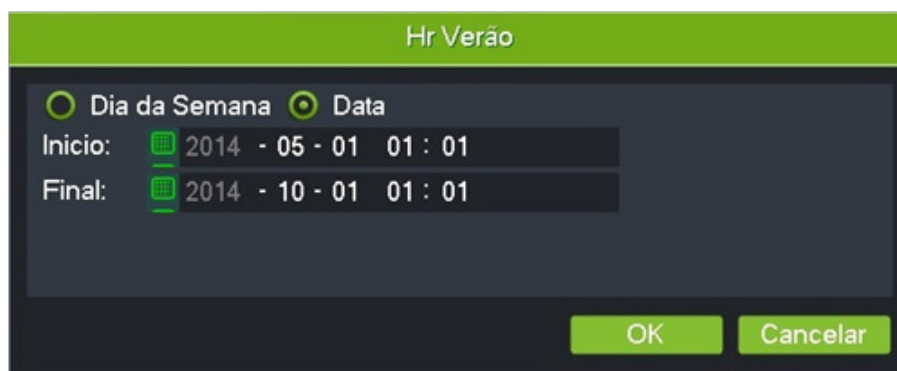 Hr Verão
Dia da Semana Data
Inicio: 2014 - 05 - 01 01 : 01
Final: 2014 - 10 - 01 01 : 01
OK Cancelar